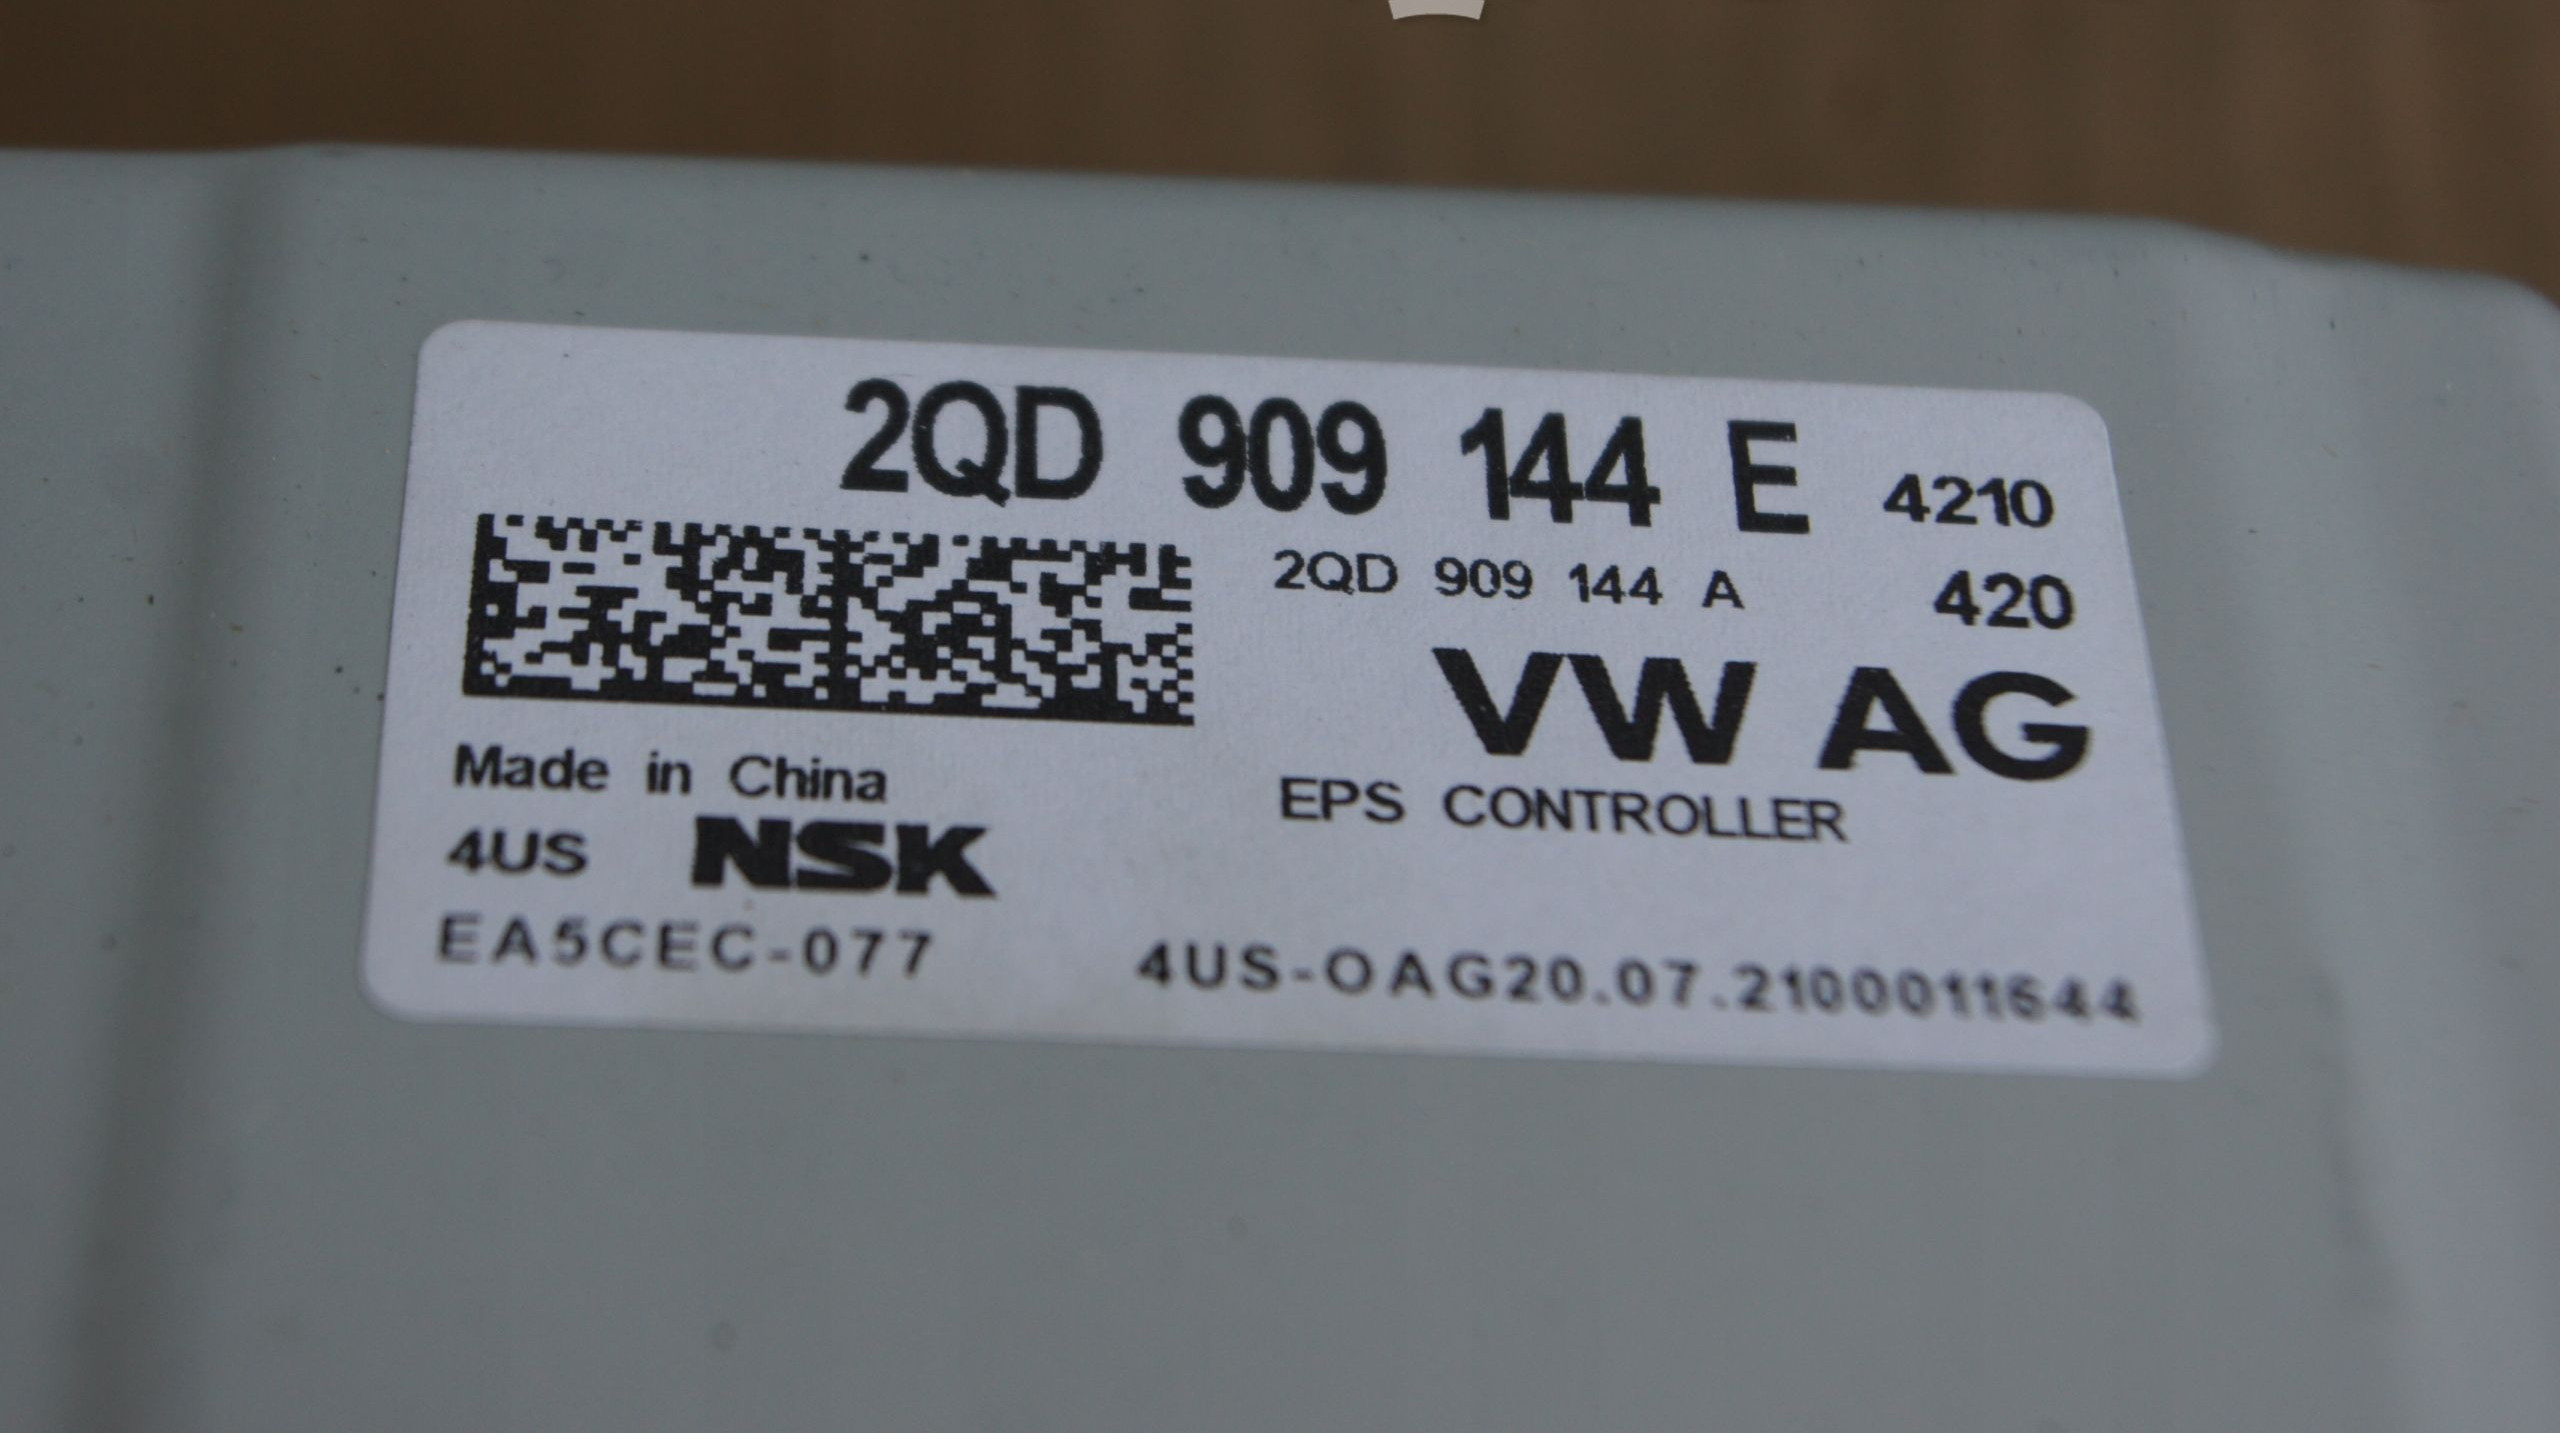 2QD 909 144 E 4210
2QD 909 144 A 420
VW AG
Made in China
EPS CONTROLLER
4US NSK
EA5CEC-077 4US-OAG20.07.2100011644